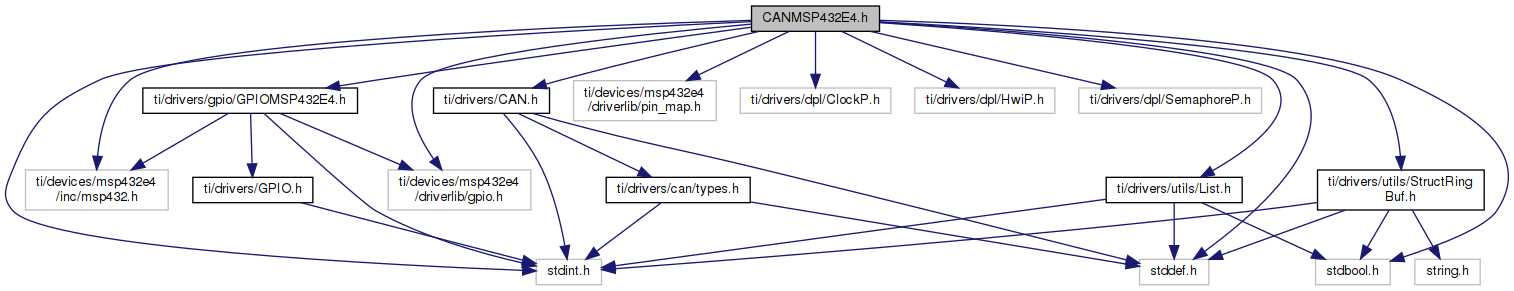 CANMSP432E4.h
ti/drivers/gpio/GPIOMSP432E4.h
ti/drivers/CAN.h
ti/devices/msp432e4
/driverlib/pin_map.h
ti/drivers/dpl/ClockP.h
ti/drivers/dpl/HwiP.h
ti/drivers/dpl/SemaphoreP.h
ti/devices/msp432e4
/inc/msp432.h
ti/drivers/GPIO.h
ti/devices/msp432e4
/driverlib/gpio.h
ti/drivers/can/types.h
ti/drivers/utils/List.h
ti/drivers/utils/StructRing
Buf.h
stdint.h
stddef.h
stdbool.h
string.h